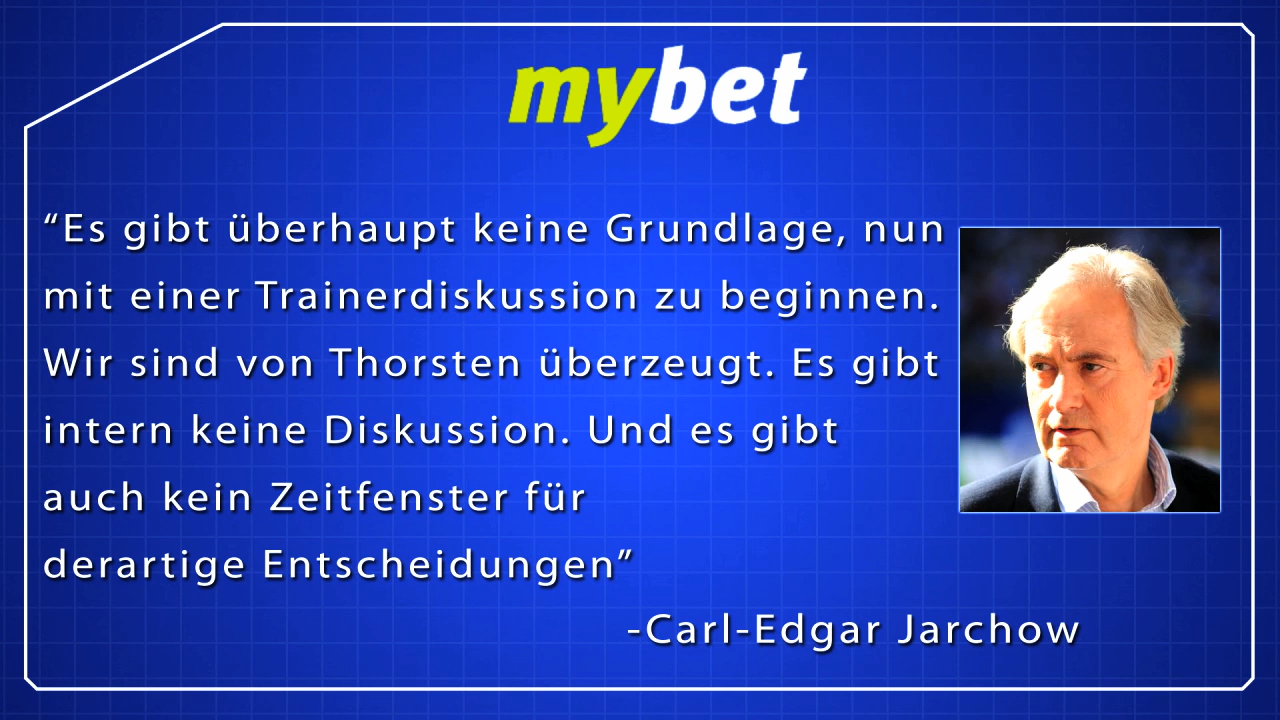 mybet
“Es gibt überhaupt keine Grundlage, nun
mit einer Trainerdiskussion zu beginnen.
Wir sind von Thorsten überzeugt. Es gibt
intern keine Diskussion. Und es gibt
auch kein Zeitfenster für
derartige Entscheidungen”
-Carl-Edgar Jarchow